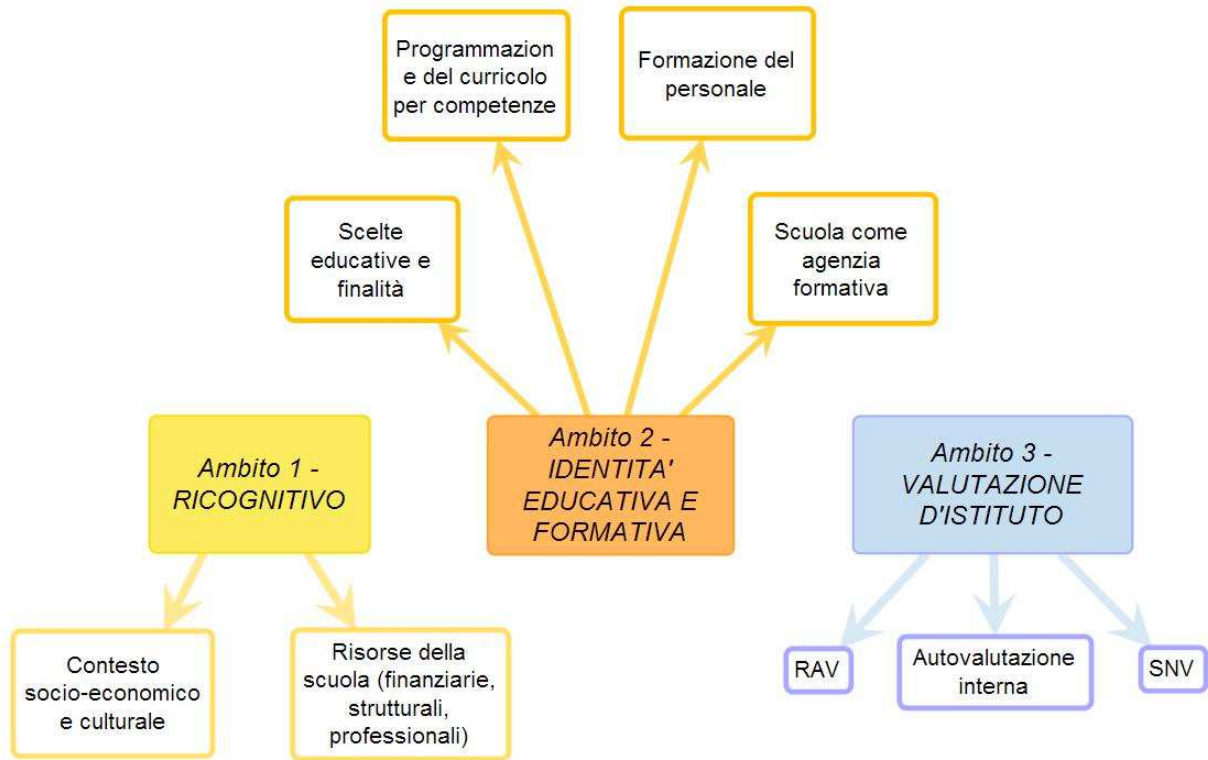 Programmazion
e del curricolo
per competenze
Formazione del
personale
Scelte
educative e
finalità
Scuola come
agenzia
formativa
Ambito 1 -
RICOGNITIVO
Ambito 2 -
IDENTITA'
EDUCATIVA E
FORMATIVA
Ambito 3 -
VALUTAZIONE
D'ISTITUTO
Contesto
socio-economico
e culturale
Risorse della
scuola (finanziarie,
strutturali,
professionali)
RAV
Autovalutazione
interna
SNV